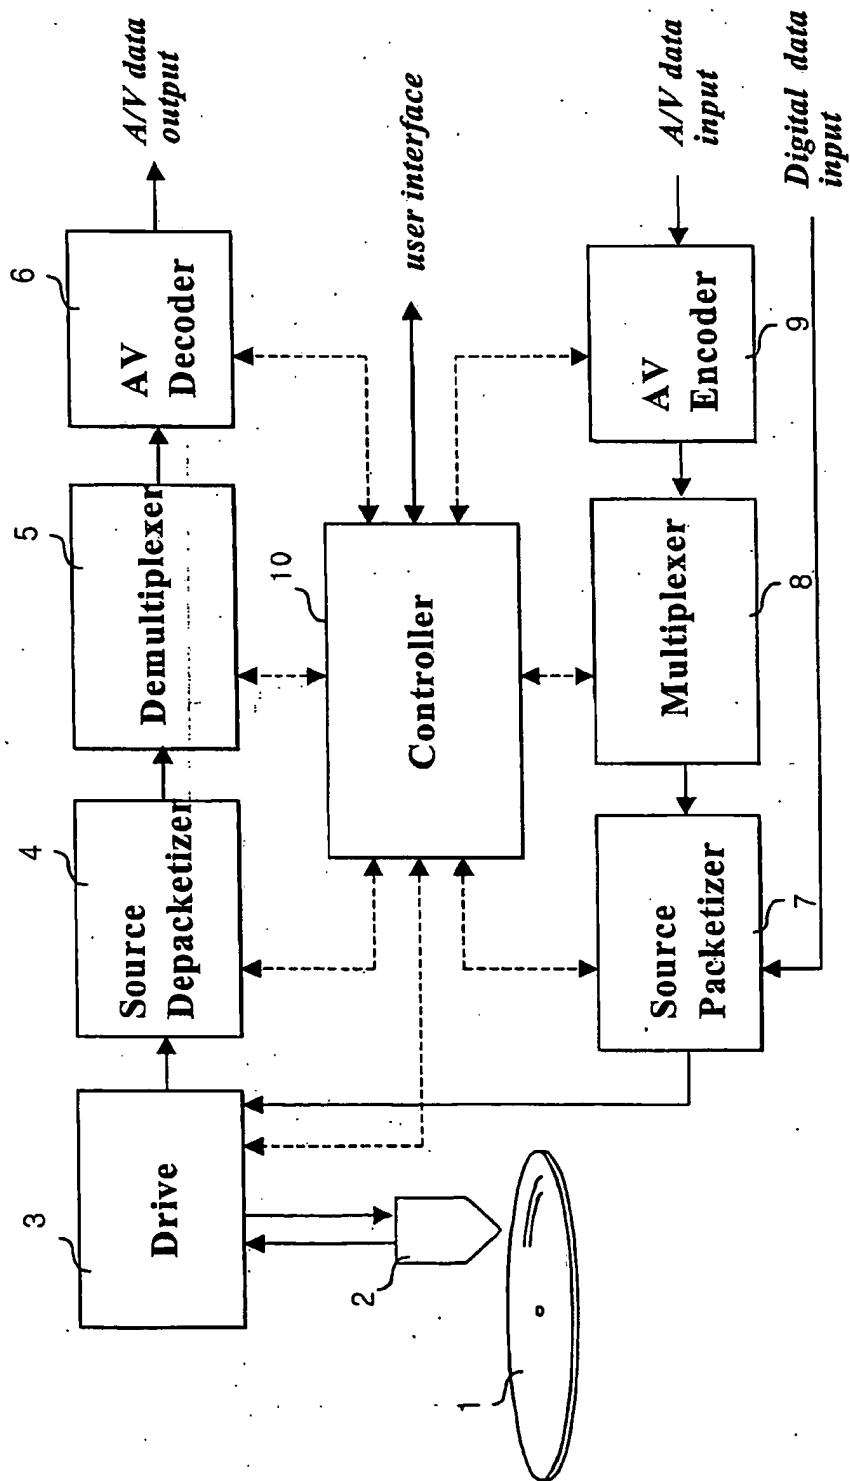 3
Drive
4
Source
Depacketizer
5
Demultiplexer
6
AV
Decoder
A/V data
output
2
1
10
Controller
user interface
Source
Packetizer
7
Multiplexer
8
AV
Encoder
9
A/V data
input
Digital data
input